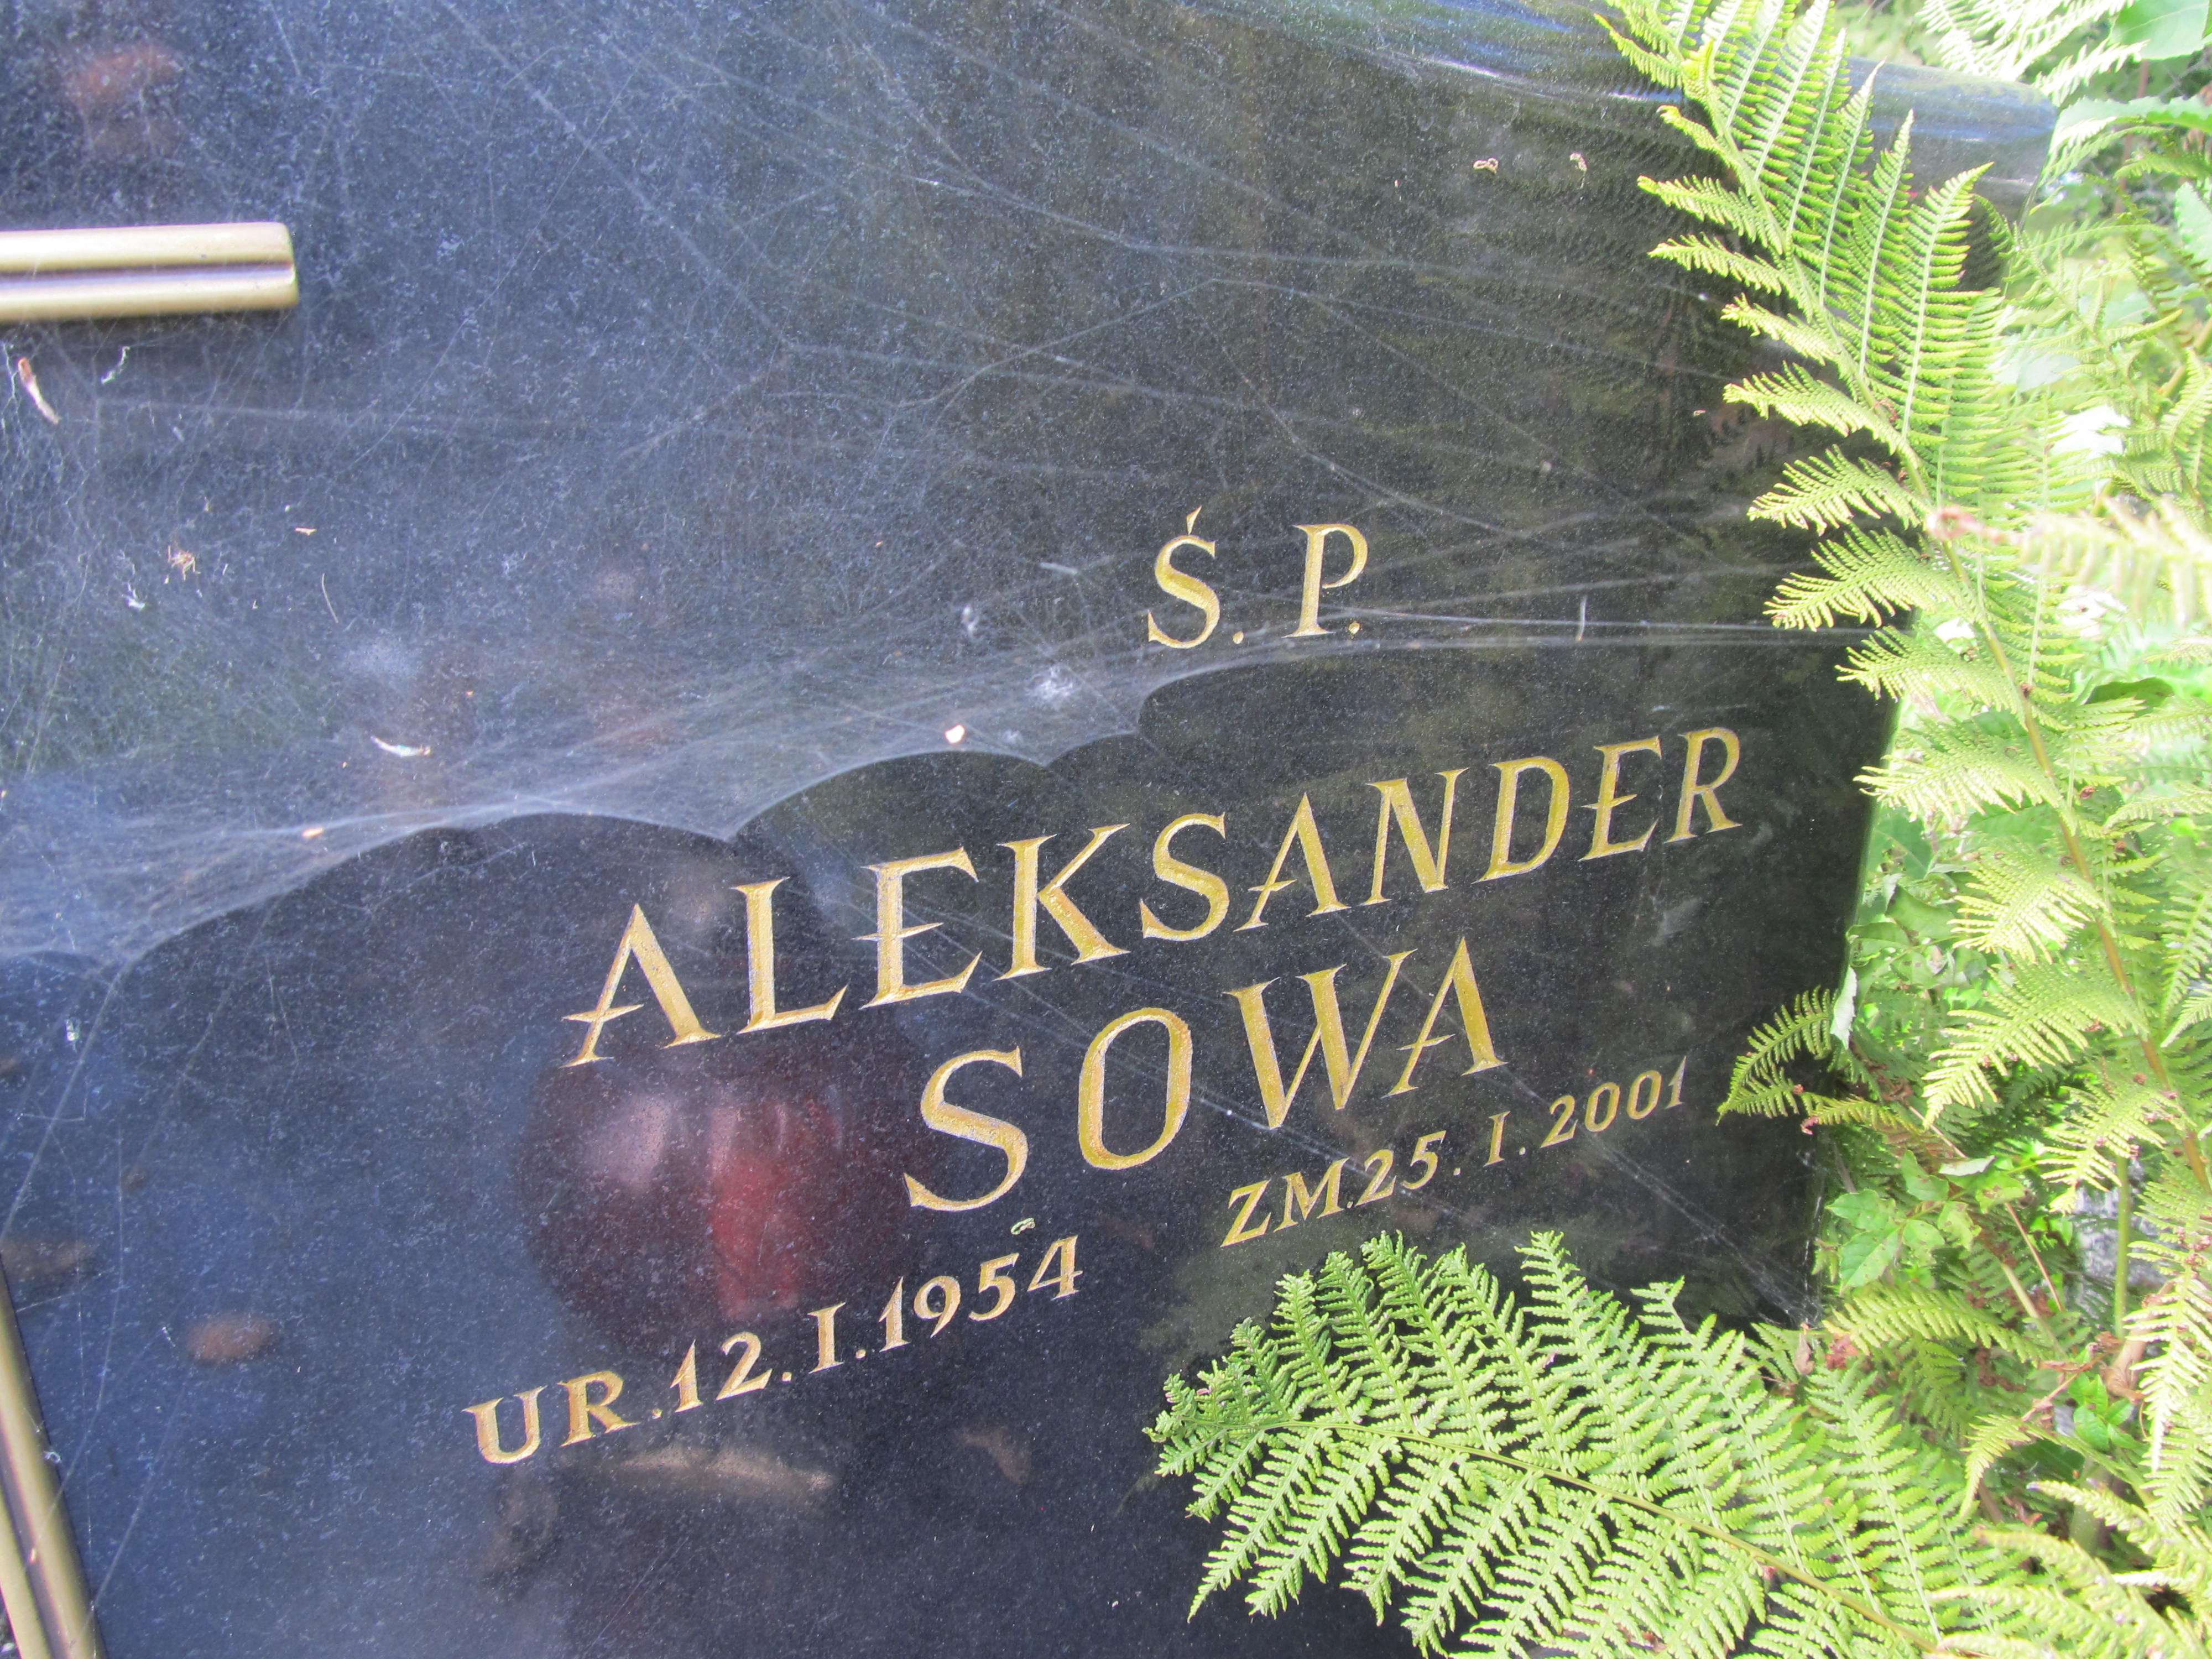 Ś. P.
ALEKSANDER
SOWA
UR. 12. I. 1954 ZM. 25. I. 2001